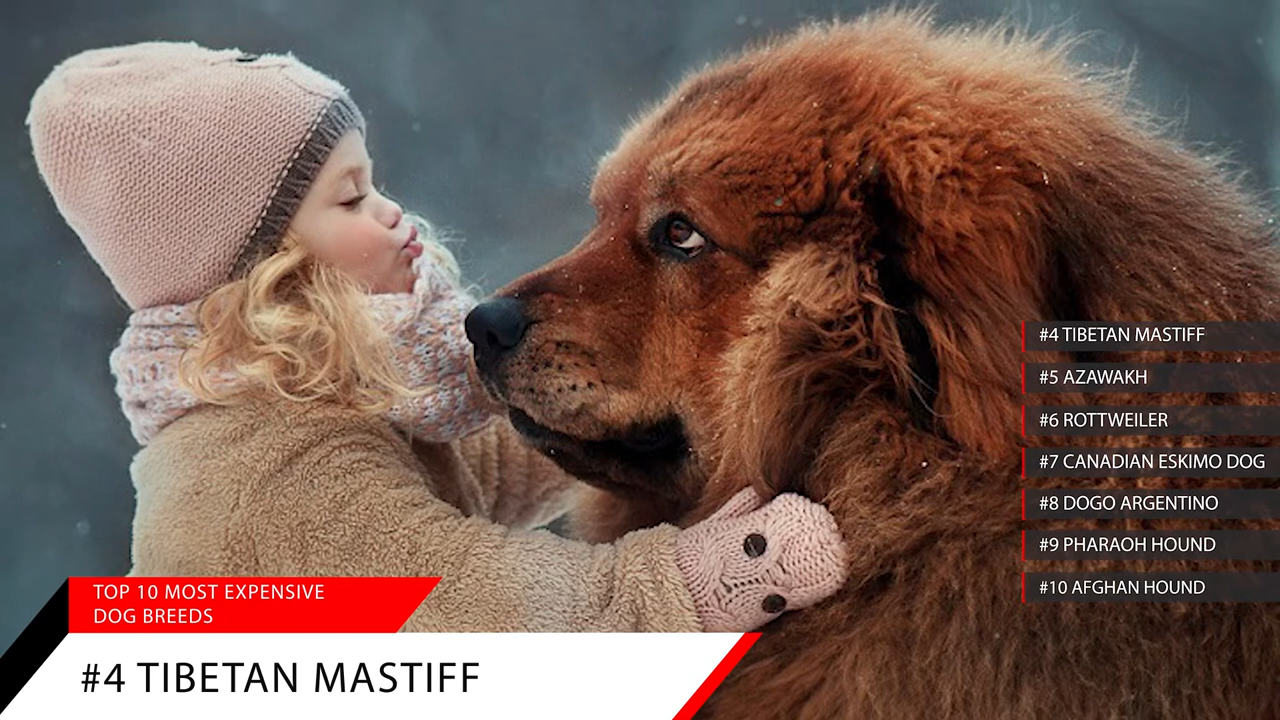 #4 TIBETAN MASTIFF
#5 AZAWAKH
#6 ROTTWEILER
#7 CANADIAN ESKIMO DOG
#8 DOGO ARGENTINO
#9 PHARAOH HOUND
#10 AFGHAN HOUND
TOP 10 MOST EXPENSIVE
DOG BREEDS
#4 TIBETAN MASTIFF